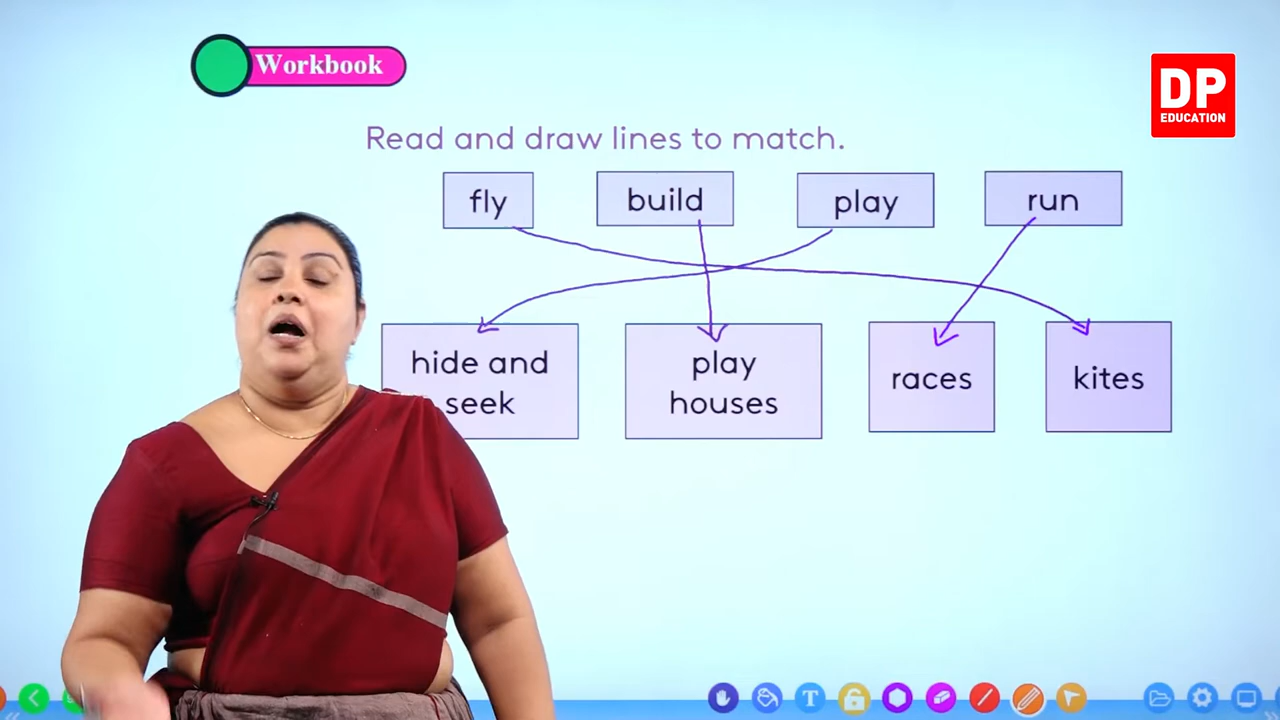 Workbook
DP
EDUCATION
Read and draw lines to match.
fly
build
play
run
hide and
seek
play
houses
races
kites
T